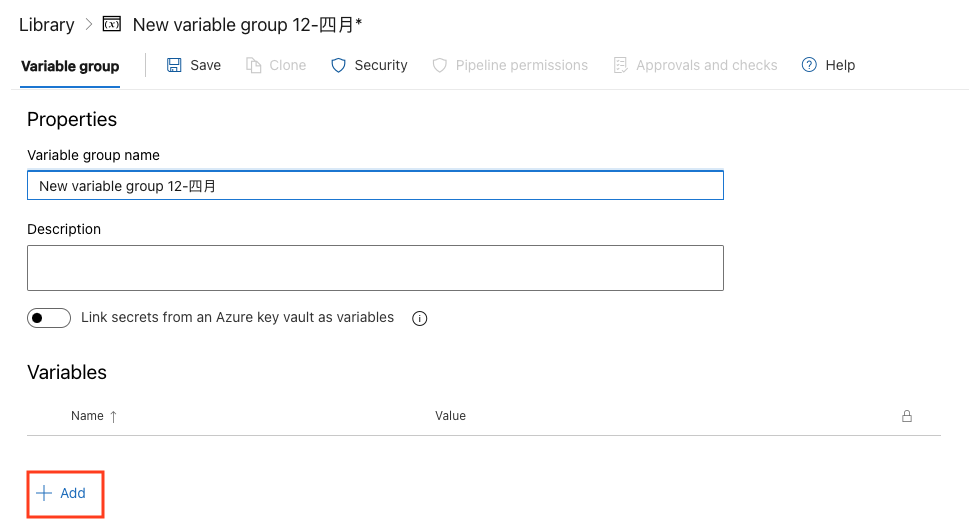 Library > New variable group 12-四月*
Variable group Save Clone Security Pipeline permissions Approvals and checks Help
Properties
Variable group name
New variable group 12-四月
Description
Link secrets from an Azure key vault as variables
Variables
Name ↑ Value
+ Add